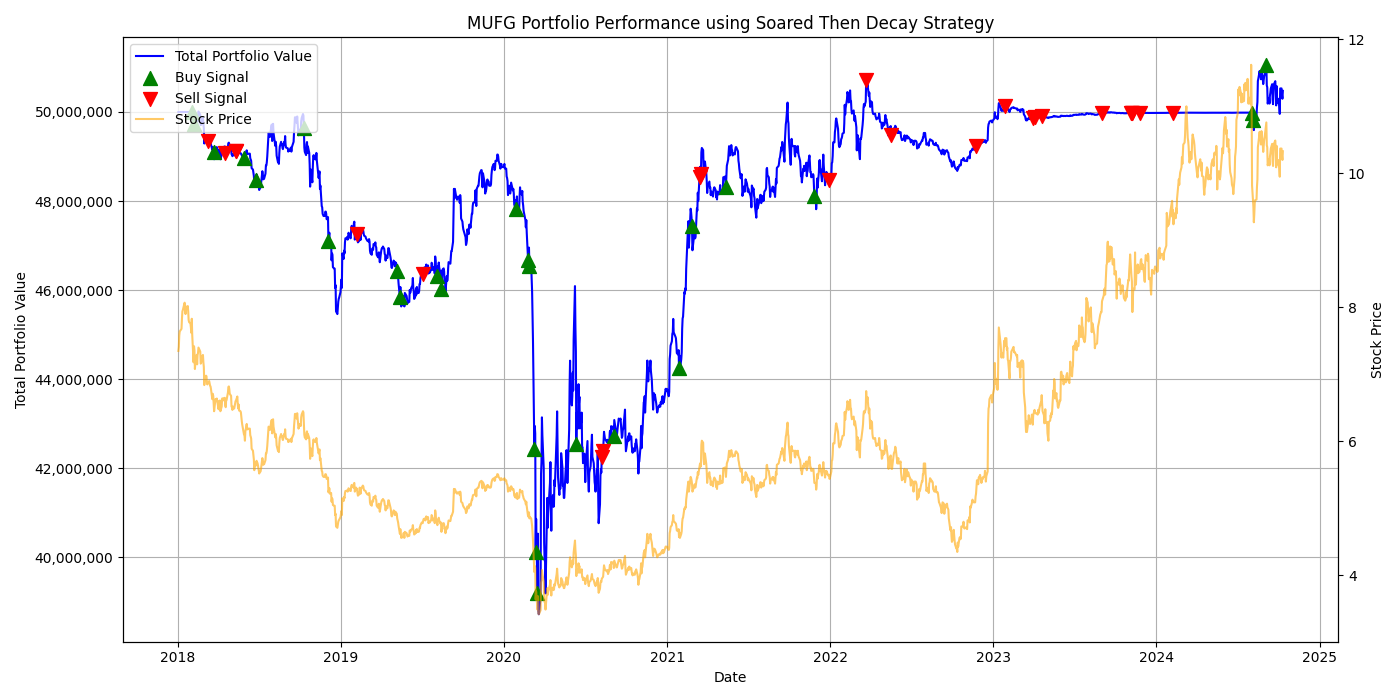 MUFG Portfolio Performance using Soared Then Decay Strategy
Total Portfolio Value
Buy Signal
Sell Signal
Stock Price
Total Portfolio Value
50,000,000
48,000,000
46,000,000
44,000,000
42,000,000
40,000,000
12
10
8
6
4
Stock Price
2018
2019
2020
2021
2022
2023
2024
2025
Date